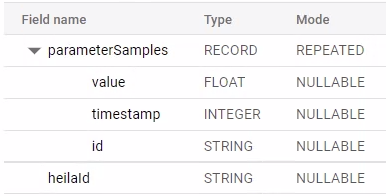 Field name Type Mode
parameterSamples RECORD REPEATED
value FLOAT NULLABLE
timestamp INTEGER NULLABLE
id STRING NULLABLE
heilaId STRING NULLABLE